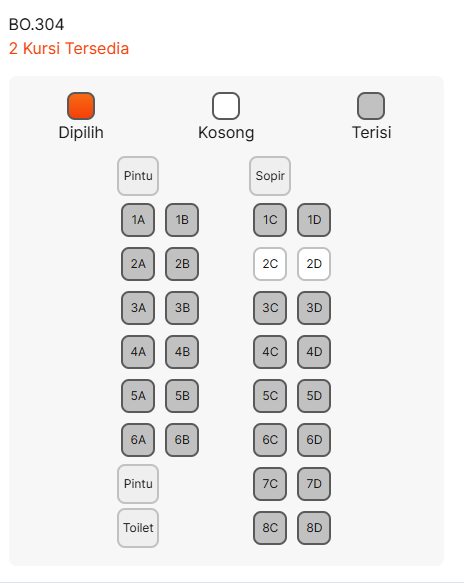 BO.304
2 Kursi Tersedia
Dipilih Kosong Terisi
Pintu Sopir
1A 1B 1C 1D
2A 2B 2C 2D
3A 3B 3C 3D
4A 4B 4C 4D
5A 5B 5C 5D
6A 6B 6C 6D
Pintu 7C 7D
Toilet 8C 8D